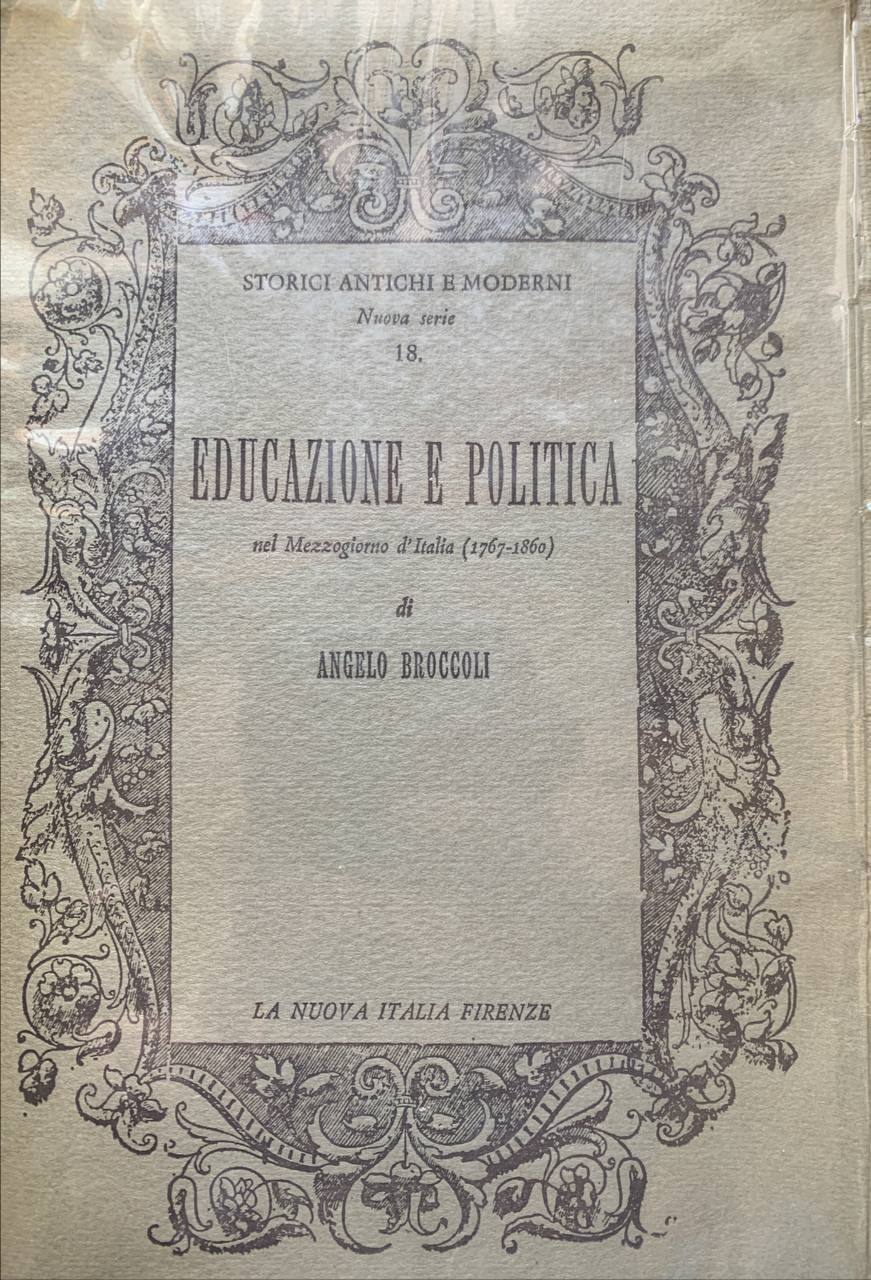 STORICI ANTICHI E MODERNI
Nuova serie
18.
EDUCAZIONE E POLITICA
nel Mezzogiorno d'Italia (1767-1860)
di
ANGELO BROCCOLI
LA NUOVA ITALIA FIRENZE